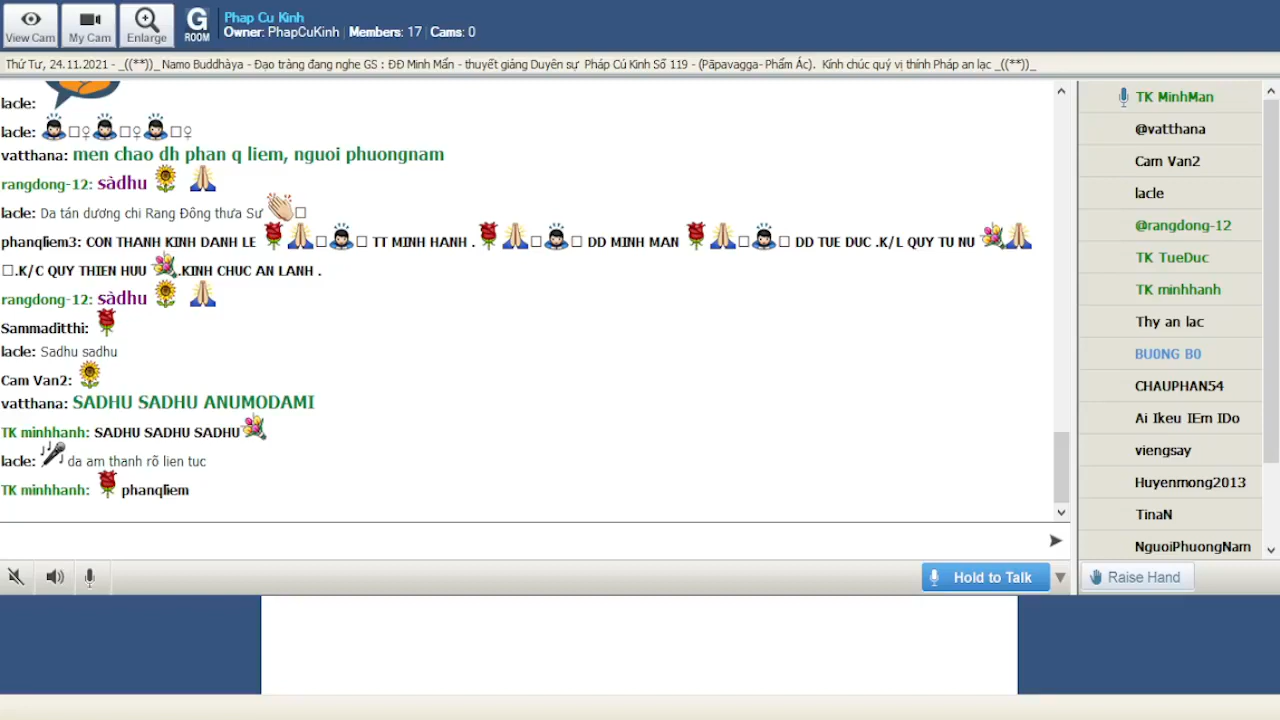 View Cam
My Cam
Enlarge
G
ROOM
Phap Cu Kinh
Owner: PhapCuKinh | Members: 17 | Cams: 0
Thứ Tư, 24.11.2021 - _((**))_ Namo Buddhàya - Đạo tràng đang nghe GS : ĐĐ Minh Mẩn - thuyết giảng Duyên sự Pháp Cú Kinh Số 119 - (Pāpavagga- Phẩm Ác). Kính chúc quý vị thính Pháp an lạc _((**))_
lacle:
lacle: 🙇□♀🙇□♀🙇□♀
vatthana: men chao dh phan q liem, nguoi phuongnam
rangdong-12: sàdhu 🌻 🙏
lacle: Da tán dương chi Rang Đông thưa Sư 👏□
phanqliem3: CON THANH KINH DANH LE 🌹🙏□🙇□ TT MINH HANH .🌹🙏□🙇□ DD MINH MAN 🌹🙏□🙇□ DD TUE DUC .K/L QUY TU NU 💐🙏
□.K/C QUY THIEN HUU 💐.KINH CHUC AN LANH .
rangdong-12: sàdhu 🌻 🙏
Sammaditthi: 🌹
lacle: Sadhu sadhu
Cam Van2: 🌻
vatthana: SADHU SADHU ANUMODAMI
TK minhhanh: SADHU SADHU SADHU💐
lacle: 🎤 da am thanh rõ lien tuc
TK minhhanh: 🌹 phanqliem
Hold to Talk
TK MinhMan
@vatthana
Cam Van2
lacle
@rangdong-12
TK TueDuc
TK minhhanh
Thy an lac
BU0NG B0
CHAUPHAN54
Ai Ikeu IEm IDo
viengsay
Huyenmong2013
TinaN
NguoiPhuongNam
Raise Hand